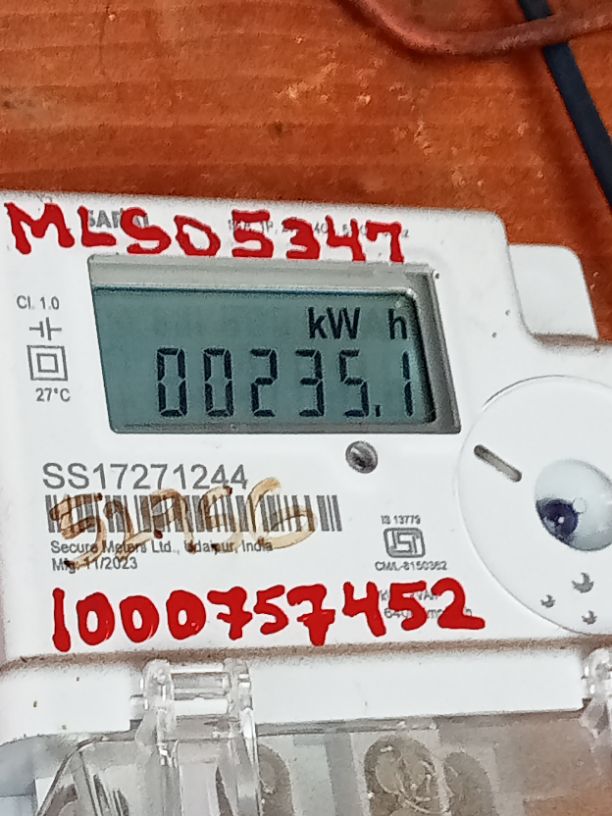 MLS05347
Cl. 1.0
27°C
kW h
00235.1
SS17271244
Secure Meters Ltd., Udaipur, India
Mfg. 11/2023
IS 13779
CM/L-8150362
1000757452